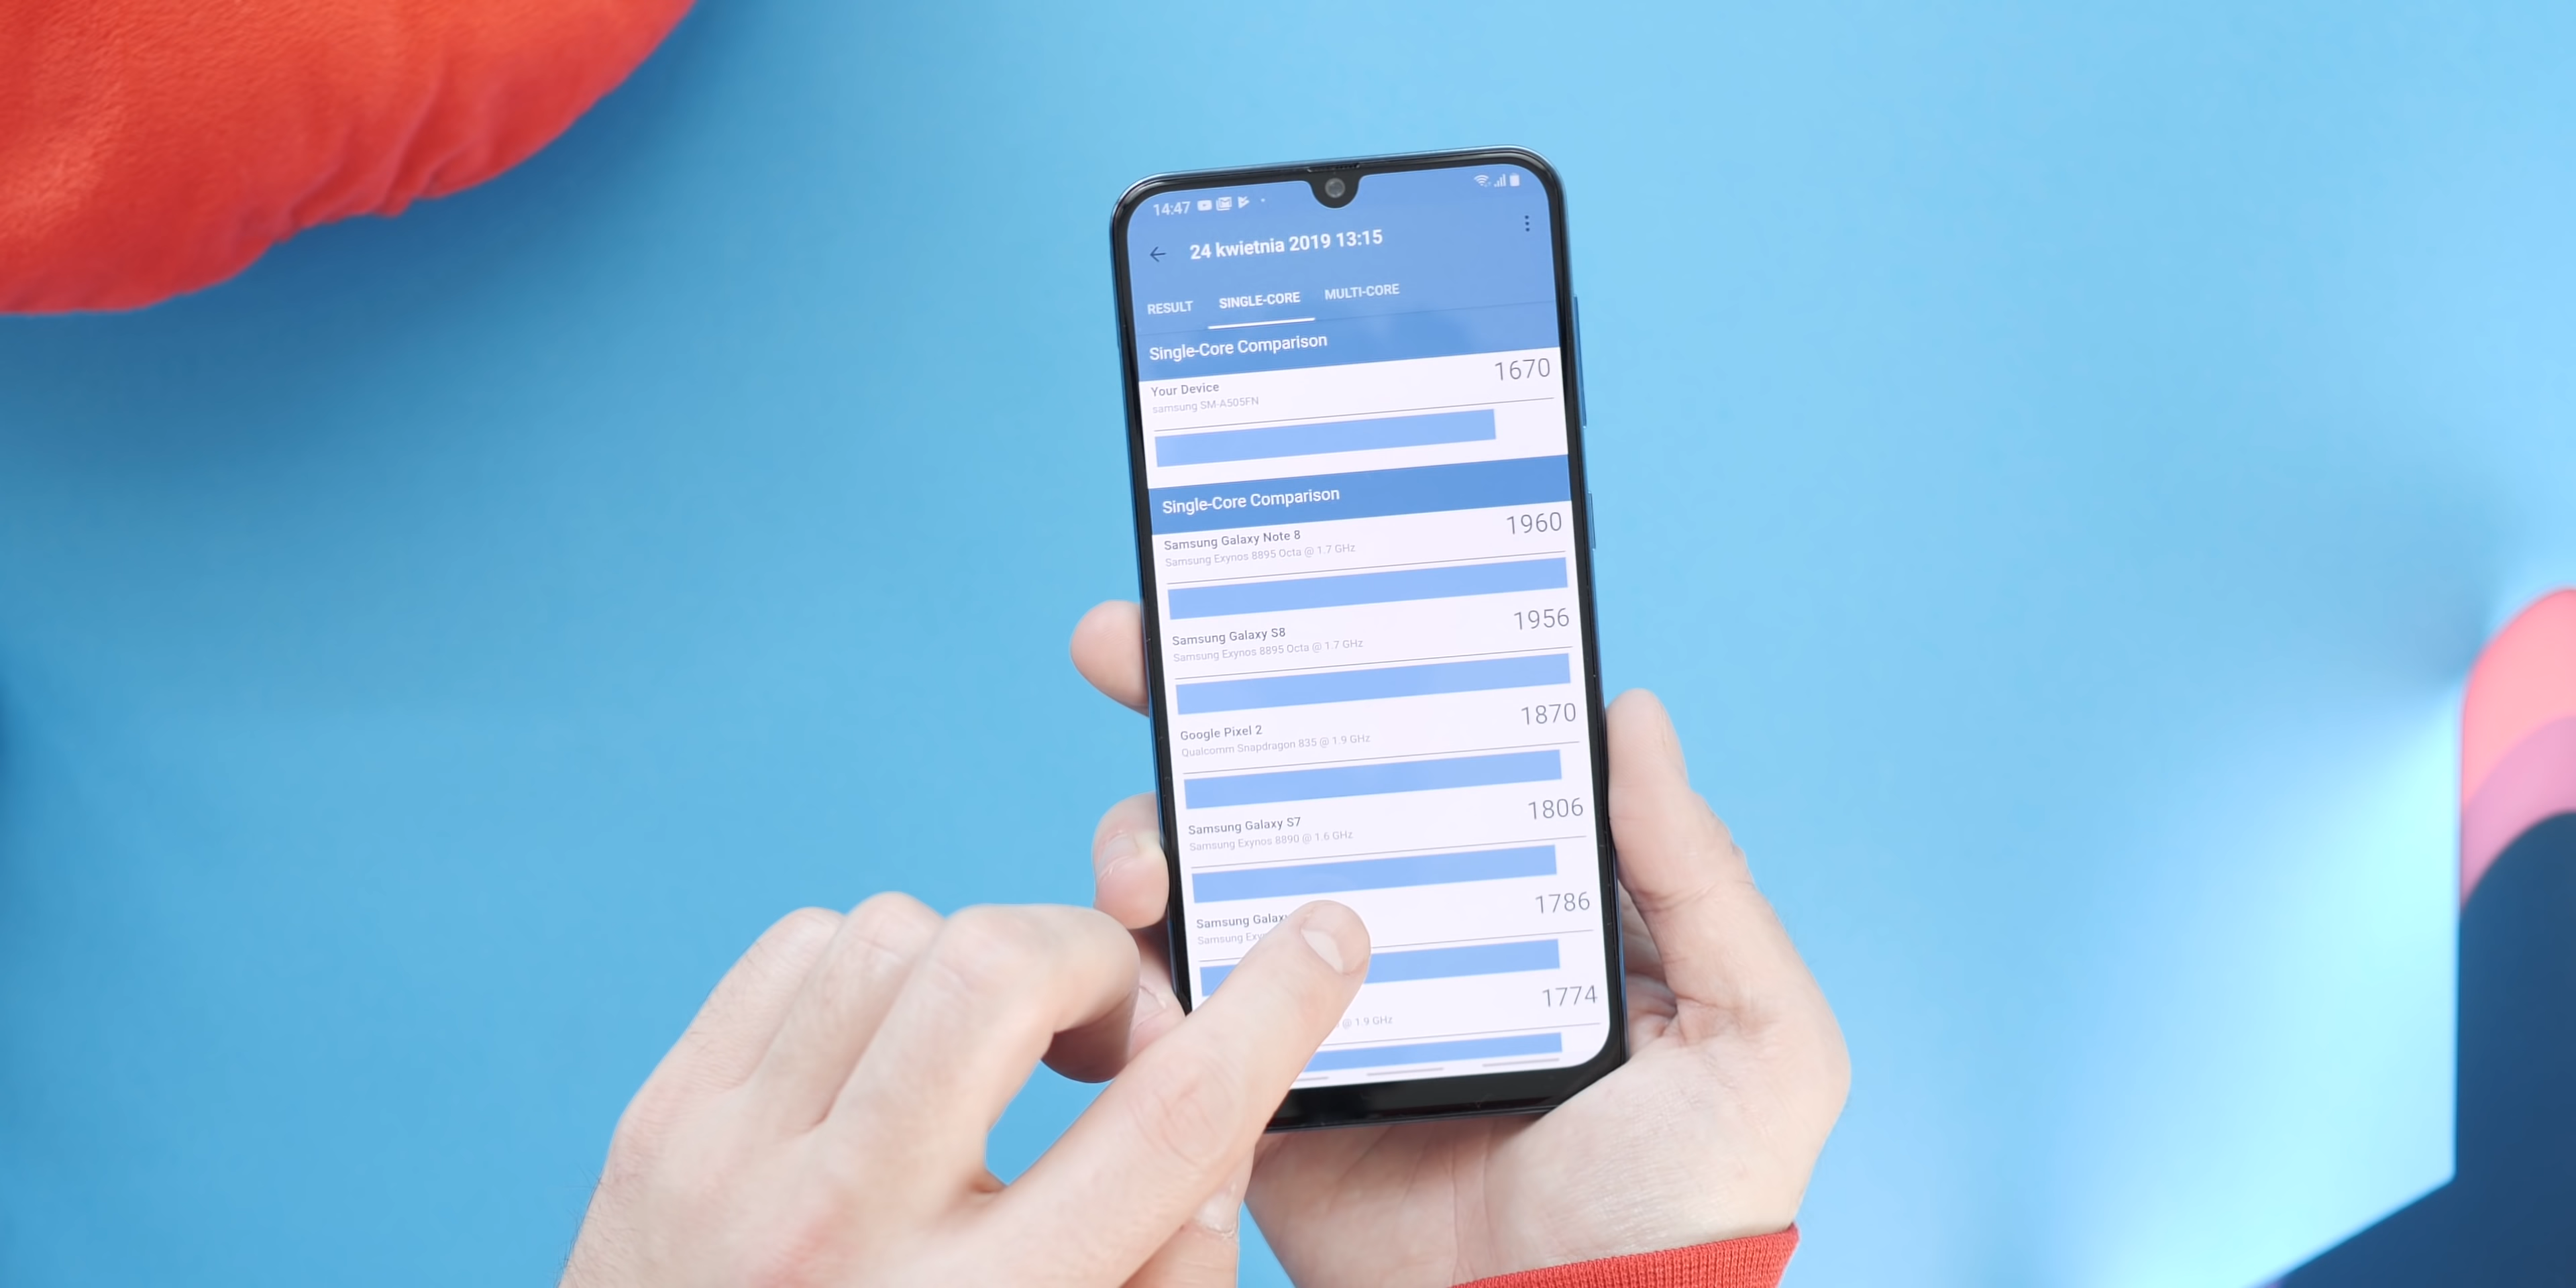 14:47
24 kwietnia 2019 13:15
RESULT SINGLE-CORE MULTI-CORE
Single-Core Comparison
Your Device 1670
samsung SM-A505FN
Single-Core Comparison
Samsung Galaxy Note 8 1960
Samsung Exynos 8895 Octa @ 1.7 GHz
Samsung Galaxy S8 1956
Samsung Exynos 8895 Octa @ 1.7 GHz
Google Pixel 2 1870
Qualcomm Snapdragon 835 @ 1.9 GHz
Samsung Galaxy S7 1806
Samsung Exynos 8890 @ 1.6 GHz
Samsung 1786
Samsung
1774
@ 1.9 GHz